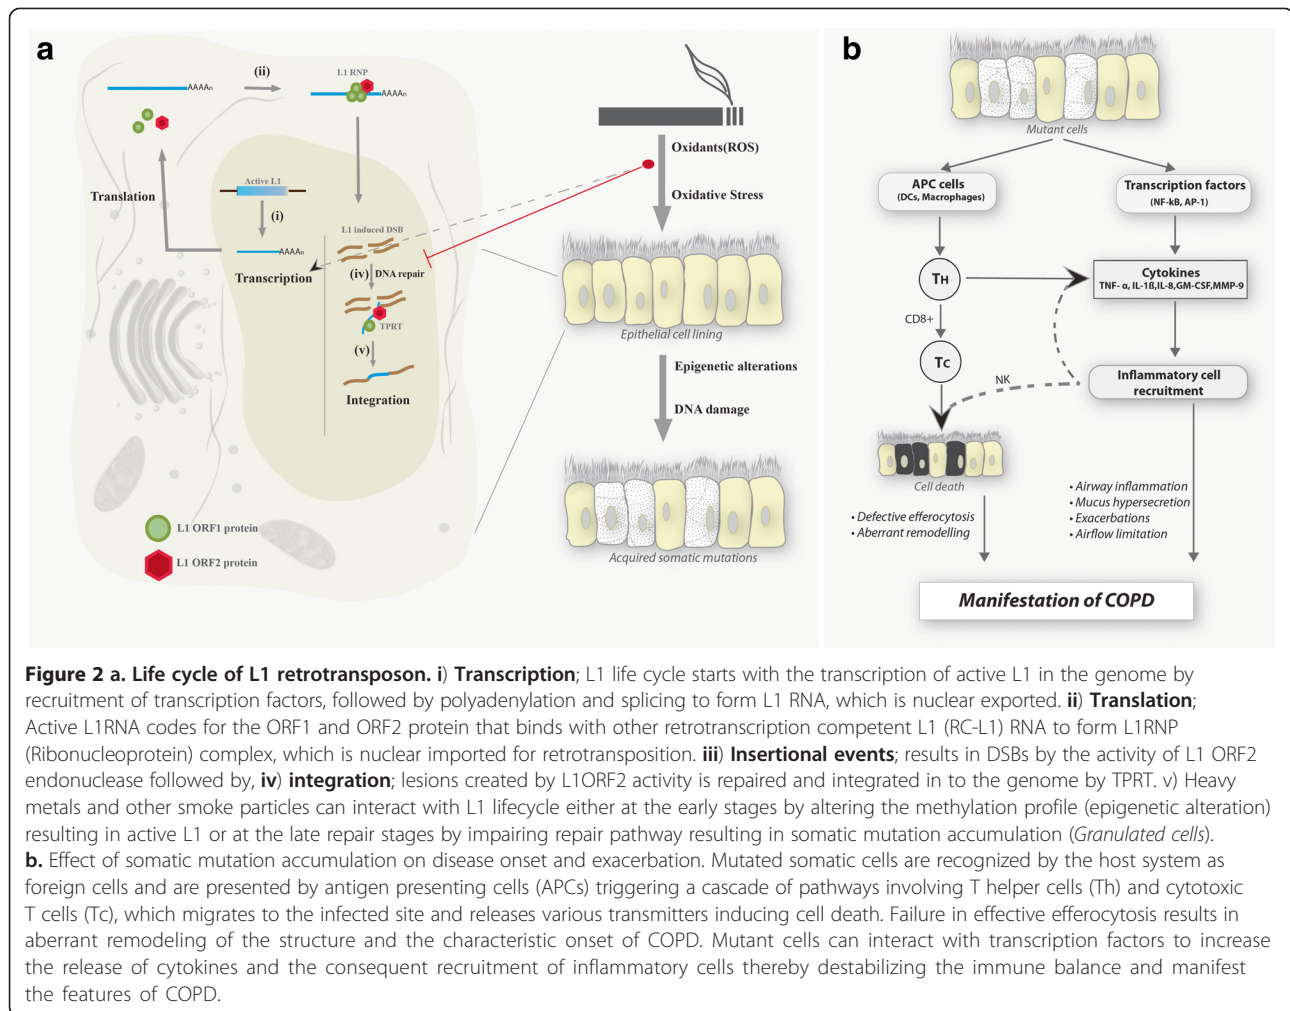 a
(ii)
AAAAn
L1 RNP
AAAAn
Translation
Active L1
(i)
AAAAn
Transcription
L1 induced DSB
(iv) DNA repair
TPRT
(v)
Integration
L1 ORF1 protein
L1 ORF2 protein
Oxidants(ROS)
Oxidative Stress
Epithelial cell lining
Epigenetic alterations
DNA damage
Acquired somatic mutations
b
Mutant cells
APC cells
(DCs, Macrophages)
Transcription factors
(NF-kB, AP-1)
TH
Cytokines
TNF- α, IL-1ß,IL-8,GM-CSF,MMP-9
CD8+
TC
NK
Inflammatory cell
recruitment
Cell death
• Defective efferocytosis
• Aberrant remodelling
• Airway inflammation
• Mucus hypersecretion
• Exacerbations
• Airflow limitation
Manifestation of COPD
Figure 2 a. Life cycle of L1 retrotransposon. i) Transcription; L1 life cycle starts with the transcription of active L1 in the genome by
recruitment of transcription factors, followed by polyadenylation and splicing to form L1 RNA, which is nuclear exported. ii) Translation;
Active L1RNA codes for the ORF1 and ORF2 protein that binds with other retrotranscription competent L1 (RC-L1) RNA to form L1RNP
(Ribonucleoprotein) complex, which is nuclear imported for retrotransposition. iii) Insertional events; results in DSBs by the activity of L1 ORF2
endonuclease followed by, iv) integration; lesions created by L1ORF2 activity is repaired and integrated in to the genome by TPRT. v) Heavy
metals and other smoke particles can interact with L1 lifecycle either at the early stages by altering the methylation profile (epigenetic alteration)
resulting in active L1 or at the late repair stages by impairing repair pathway resulting in somatic mutation accumulation (Granulated cells).
b. Effect of somatic mutation accumulation on disease onset and exacerbation. Mutated somatic cells are recognized by the host system as
foreign cells and are presented by antigen presenting cells (APCs) triggering a cascade of pathways involving T helper cells (Th) and cytotoxic
T cells (Tc), which migrates to the infected site and releases various transmitters inducing cell death. Failure in effective efferocytosis results in
aberrant remodeling of the structure and the characteristic onset of COPD. Mutant cells can interact with transcription factors to increase
the release of cytokines and the consequent recruitment of inflammatory cells thereby destabilizing the immune balance and manifest
the features of COPD.